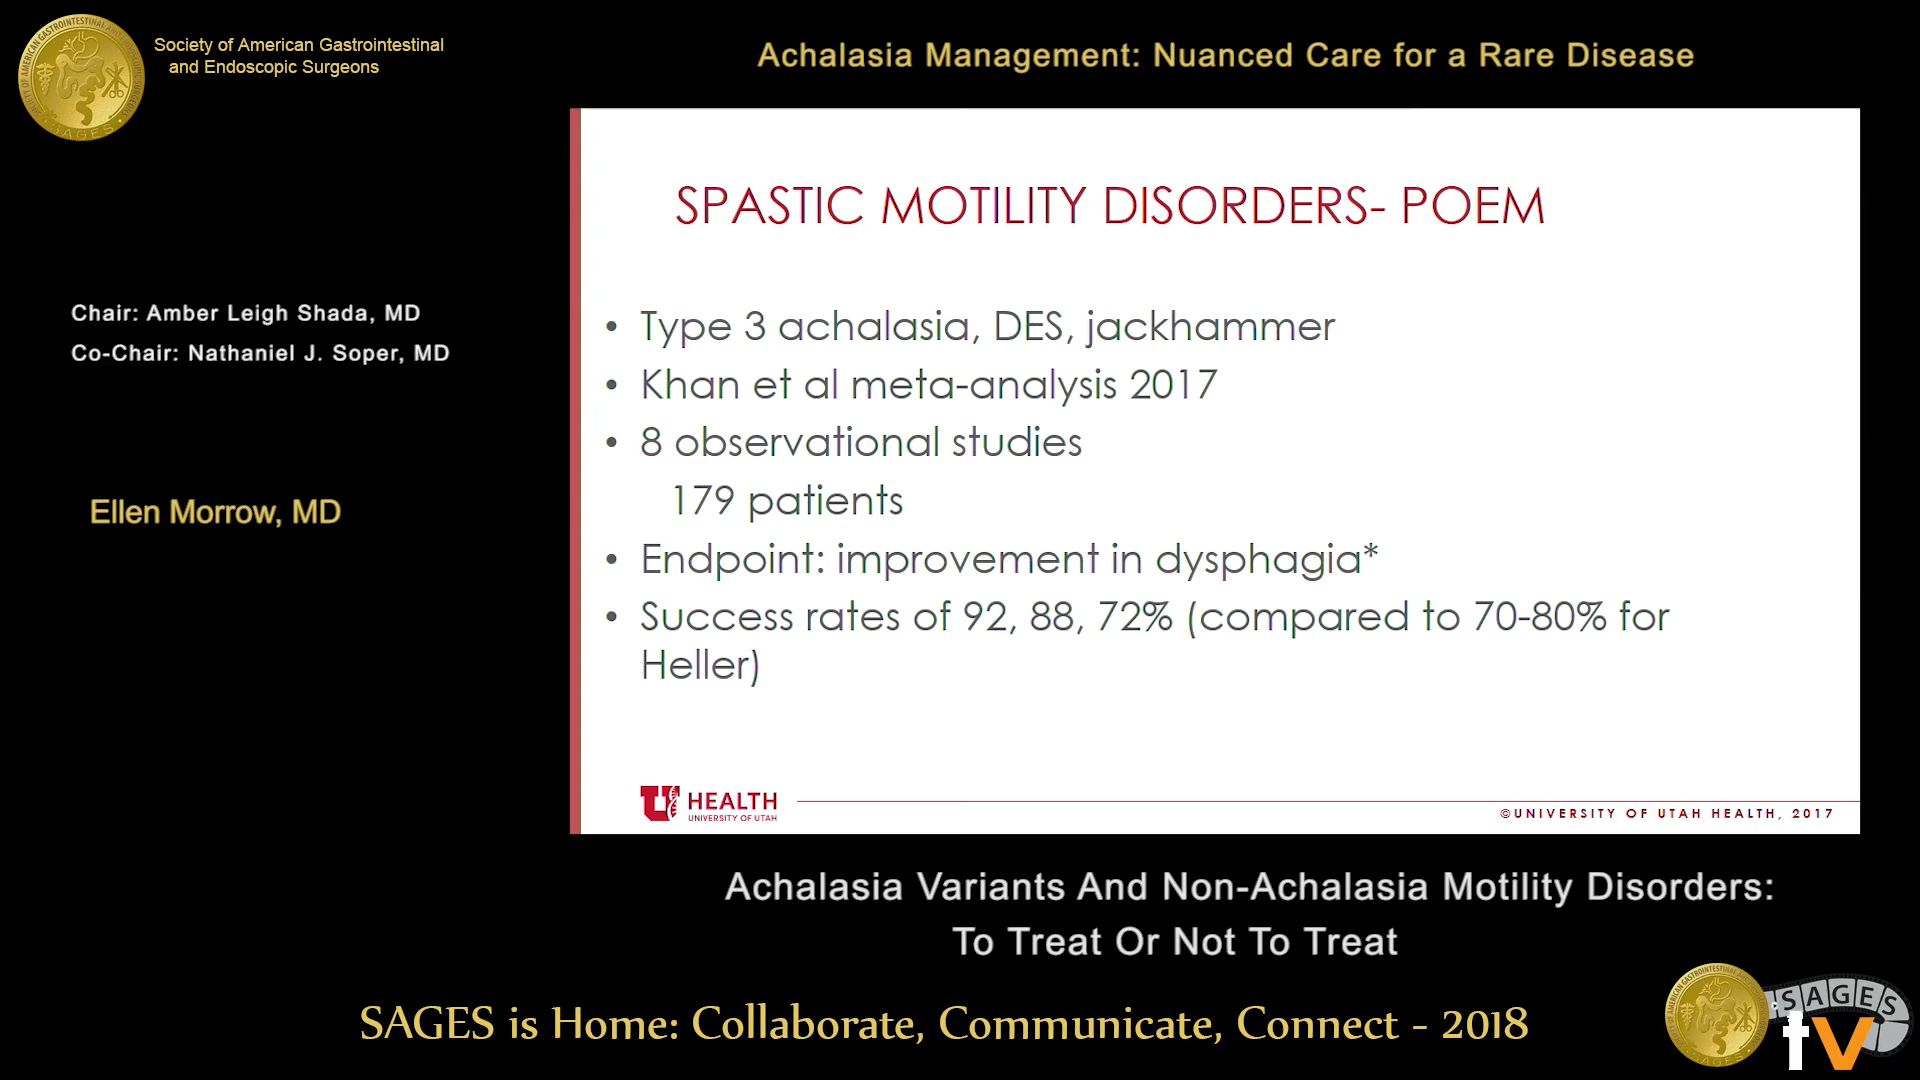 Society of American Gastrointestinal
and Endoscopic Surgeons
Achalasia Management: Nuanced Care for a Rare Disease
Chair: Amber Leigh Shada, MD
Co-Chair: Nathaniel J. Soper, MD
Ellen Morrow, MD
SPASTIC MOTILITY DISORDERS- POEM
• Type 3 achalasia, DES, jackhammer
• Khan et al meta-analysis 2017
• 8 observational studies
179 patients
• Endpoint: improvement in dysphagia*
• Success rates of 92, 88, 72% (compared to 70-80% for
Heller)
U HEALTH
UNIVERSITY OF UTAH
©UNIVERSITY OF UTAH HEALTH, 2017
Achalasia Variants And Non-Achalasia Motility Disorders:
To Treat Or Not To Treat
SAGES is Home: Collaborate, Communicate, Connect - 2018
SAGES
tv